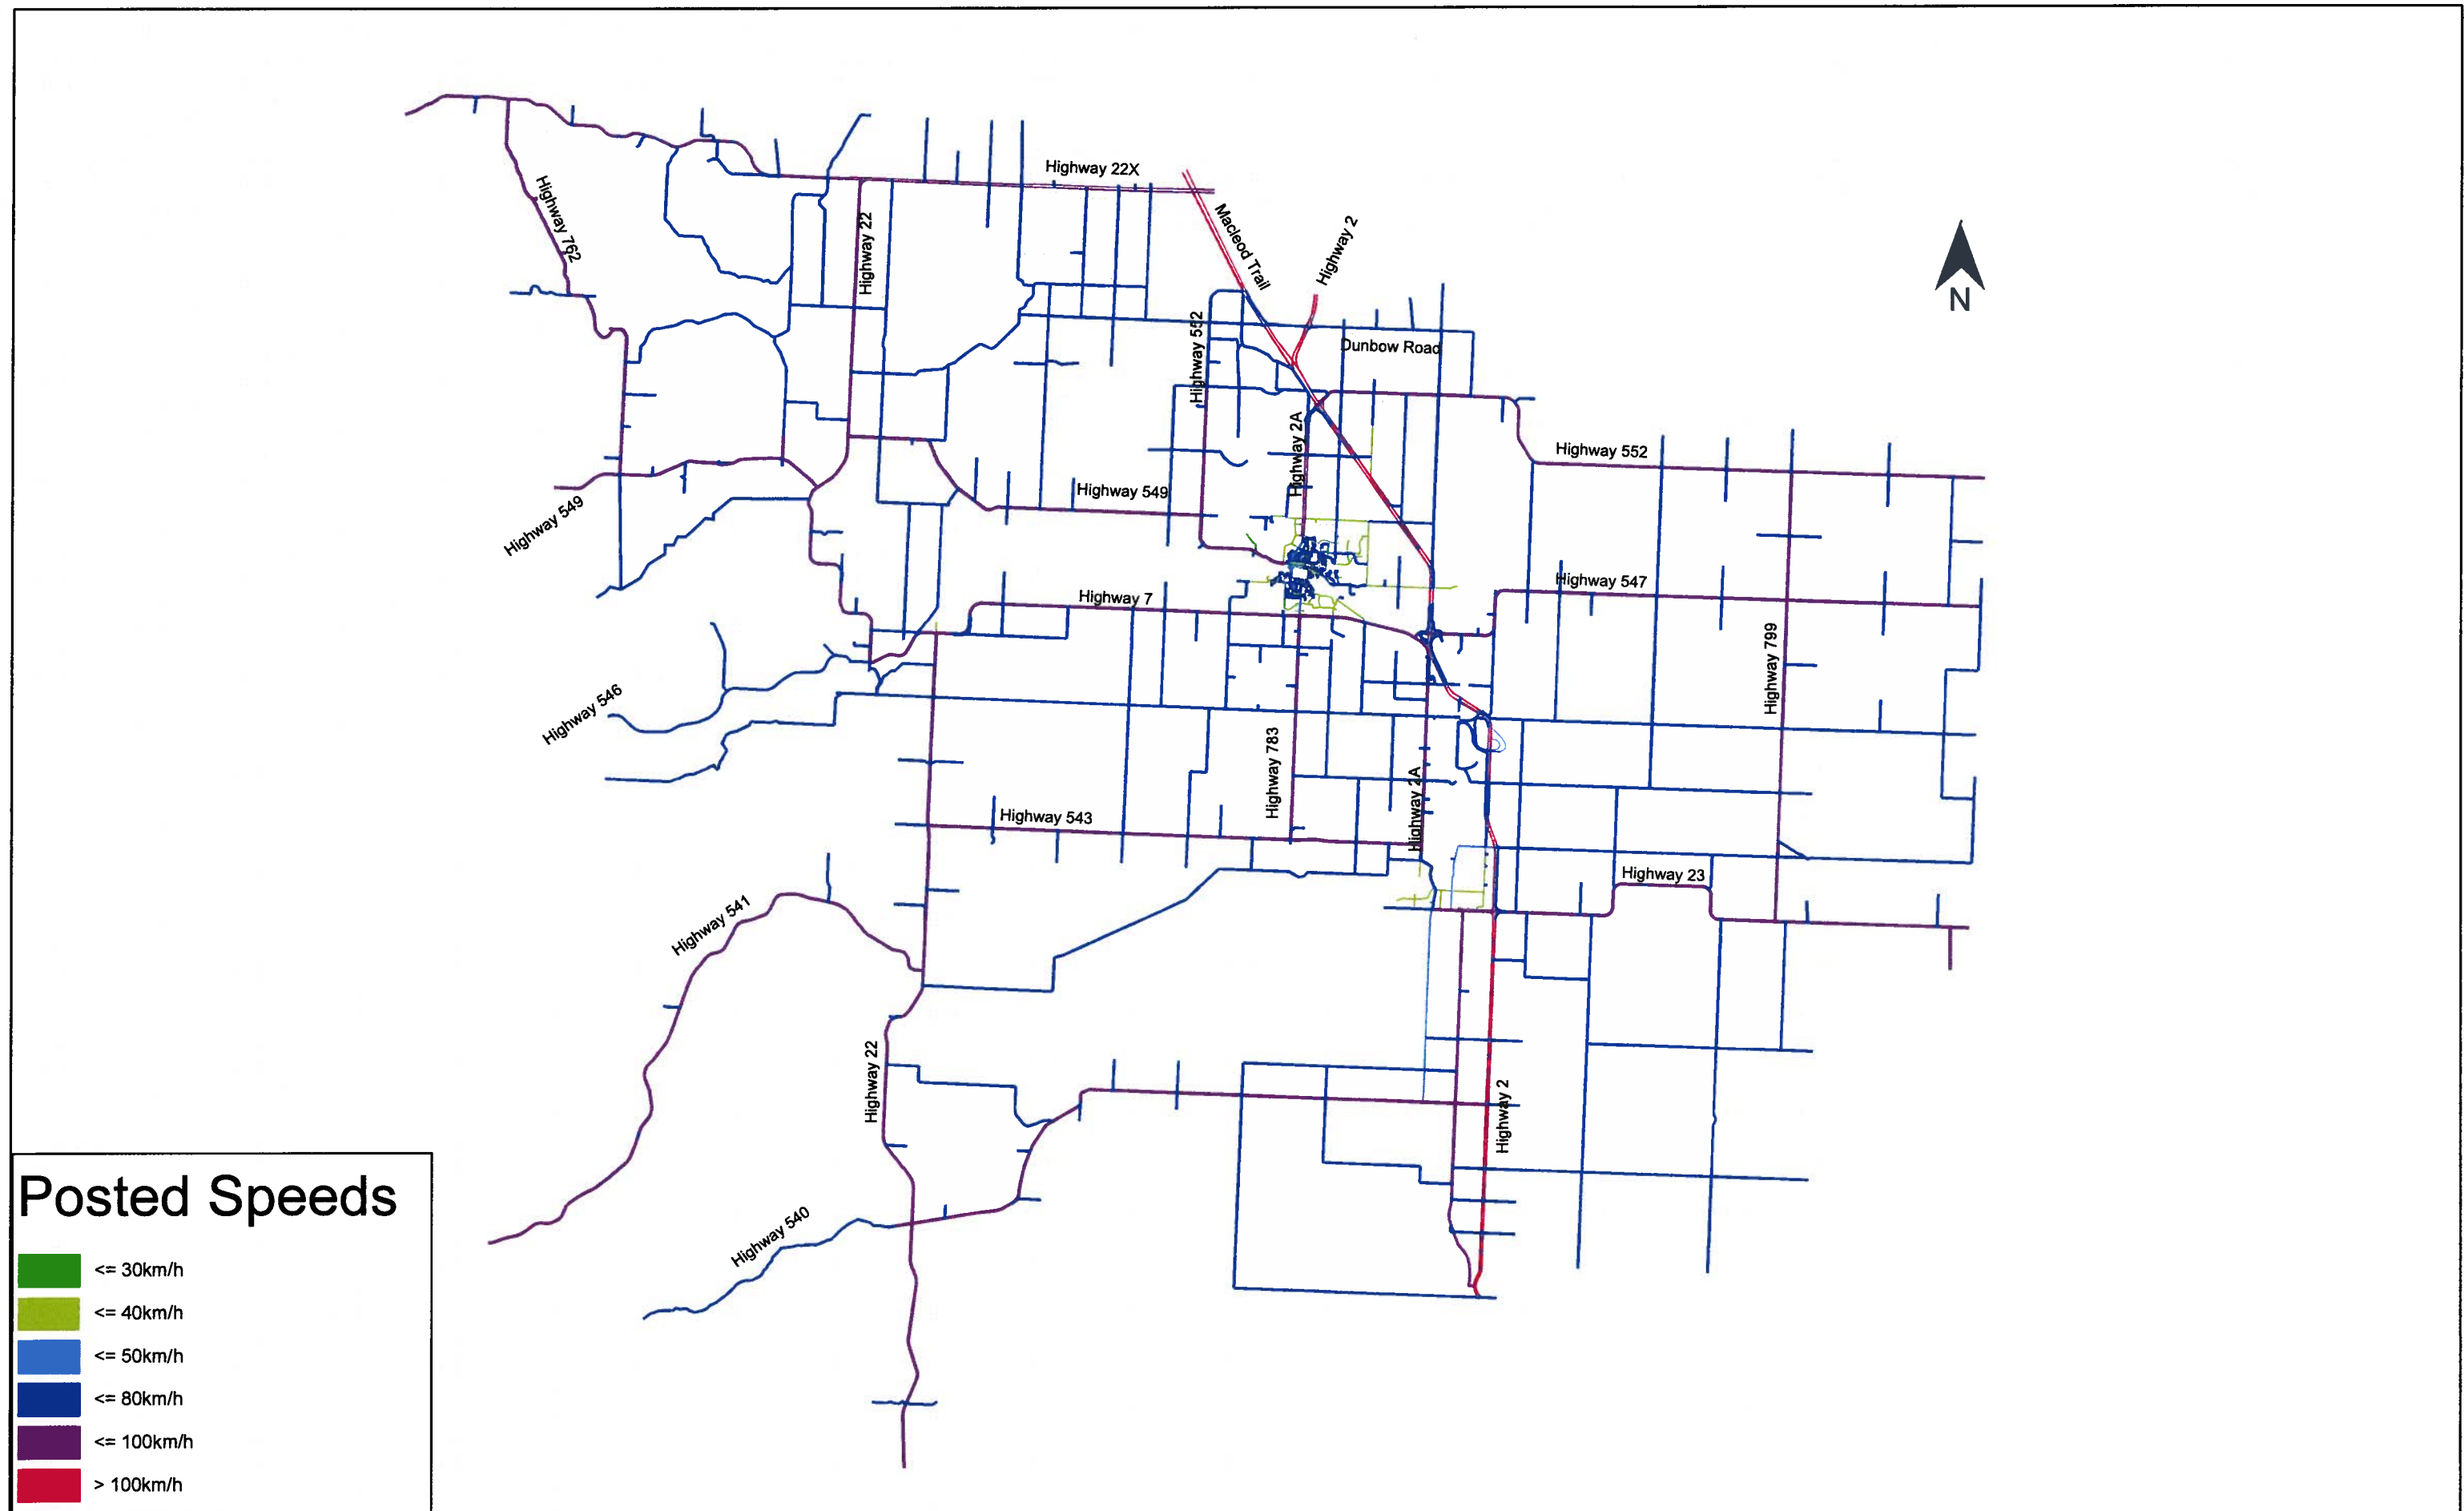 Highway 22X
Highway 762
Highway 22
Macleod Trail
Highway 2
Highway 552
Dunbow Road
Highway 2A
Highway 552
N
Highway 549
Highway 549
Highway 547
Highway 7
Highway 799
Highway 546
Highway 783
Highway 2A
Highway 543
Highway 23
Highway 541
Highway 22
Highway 2
Highway 540
Posted Speeds
<= 30km/h
<= 40km/h
<= 50km/h
<= 80km/h
<= 100km/h
> 100km/h